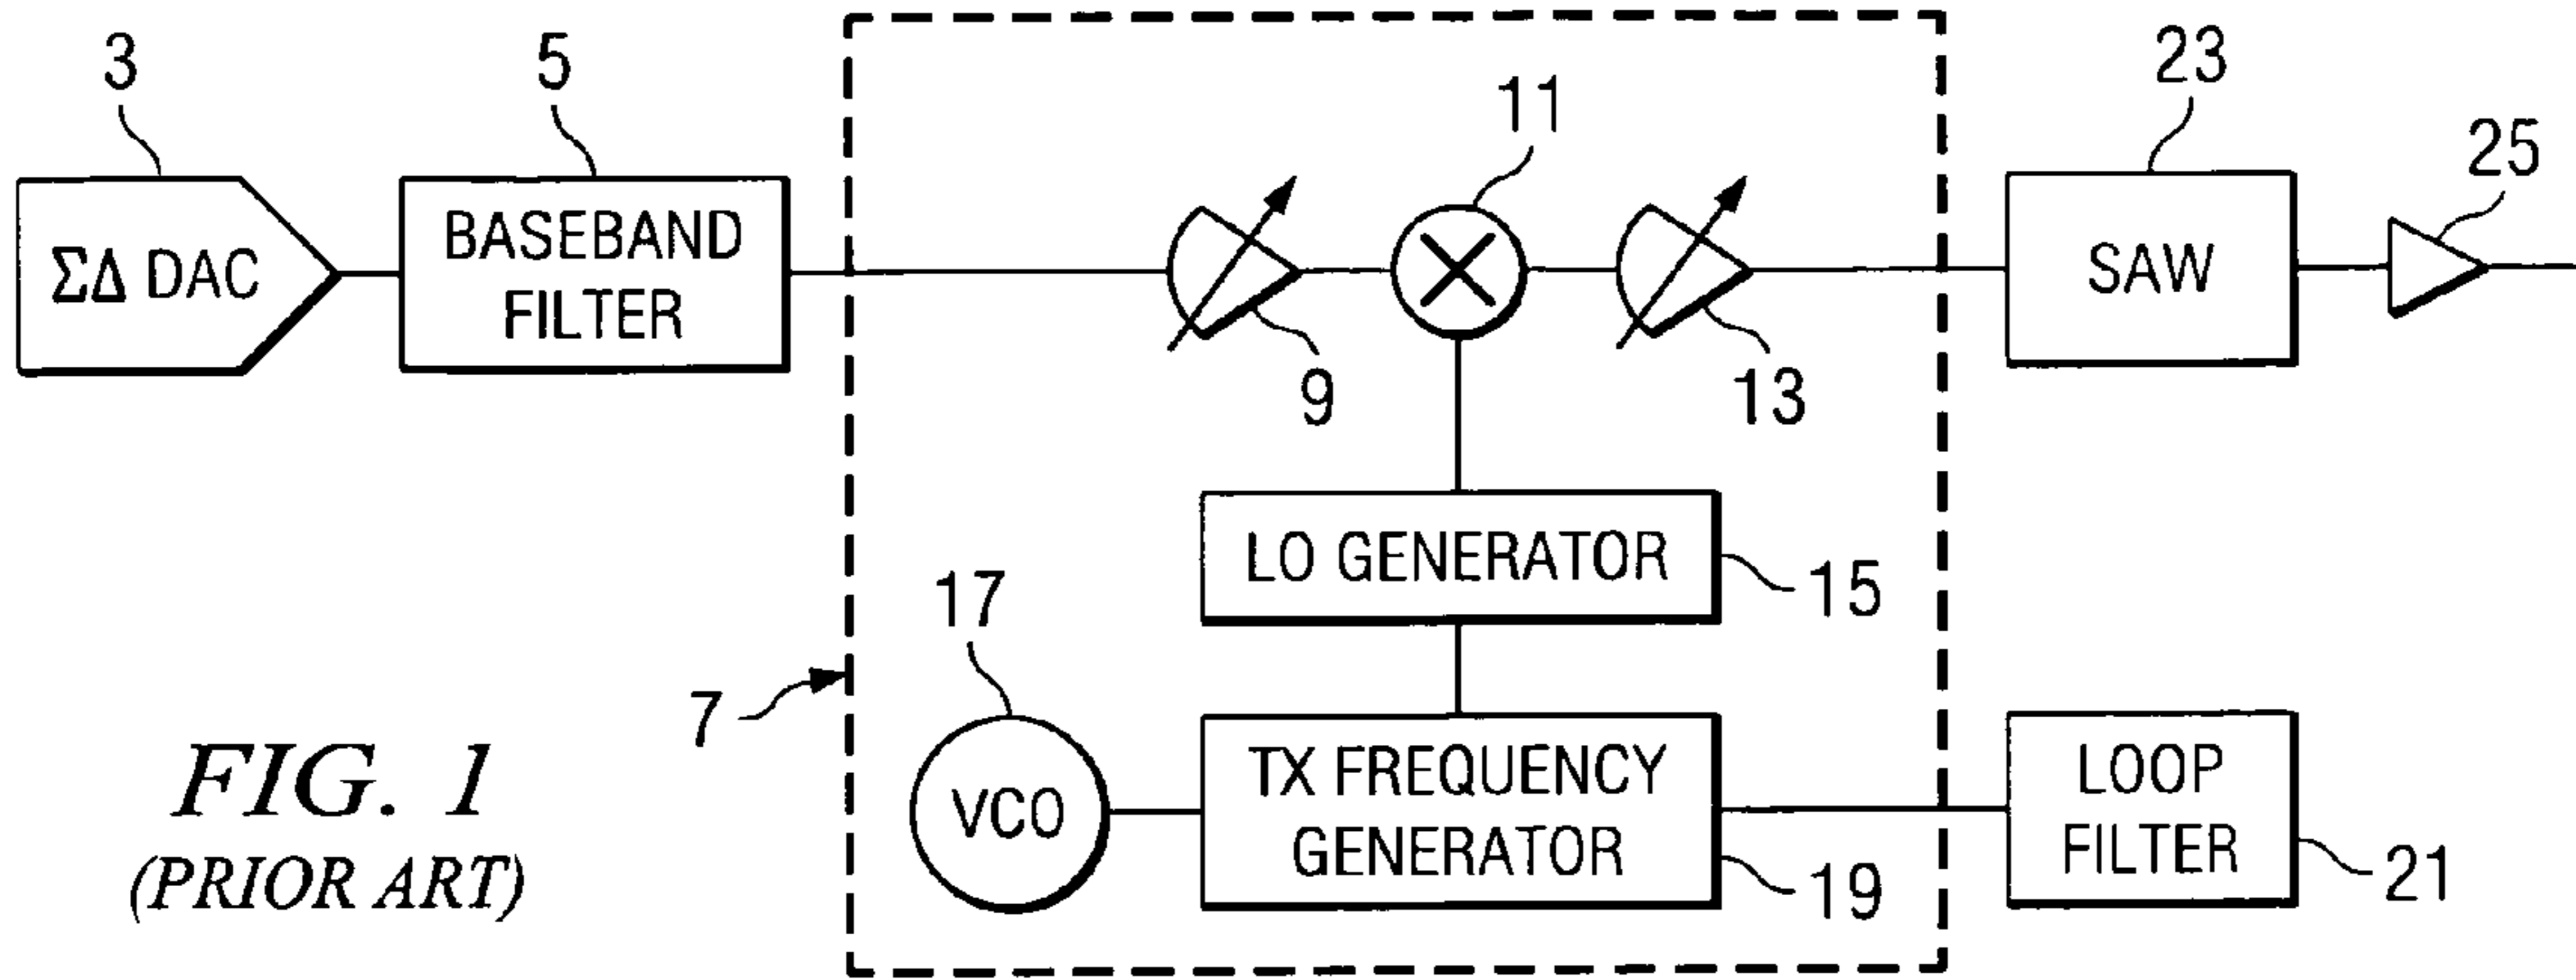 3
5
11
23
25
ΣΔ DAC
BASEBAND
FILTER
SAW
9
13
LO GENERATOR
15
17
7
VCO
TX FREQUENCY
GENERATOR
19
LOOP
FILTER
21
FIG. 1
(PRIOR ART)